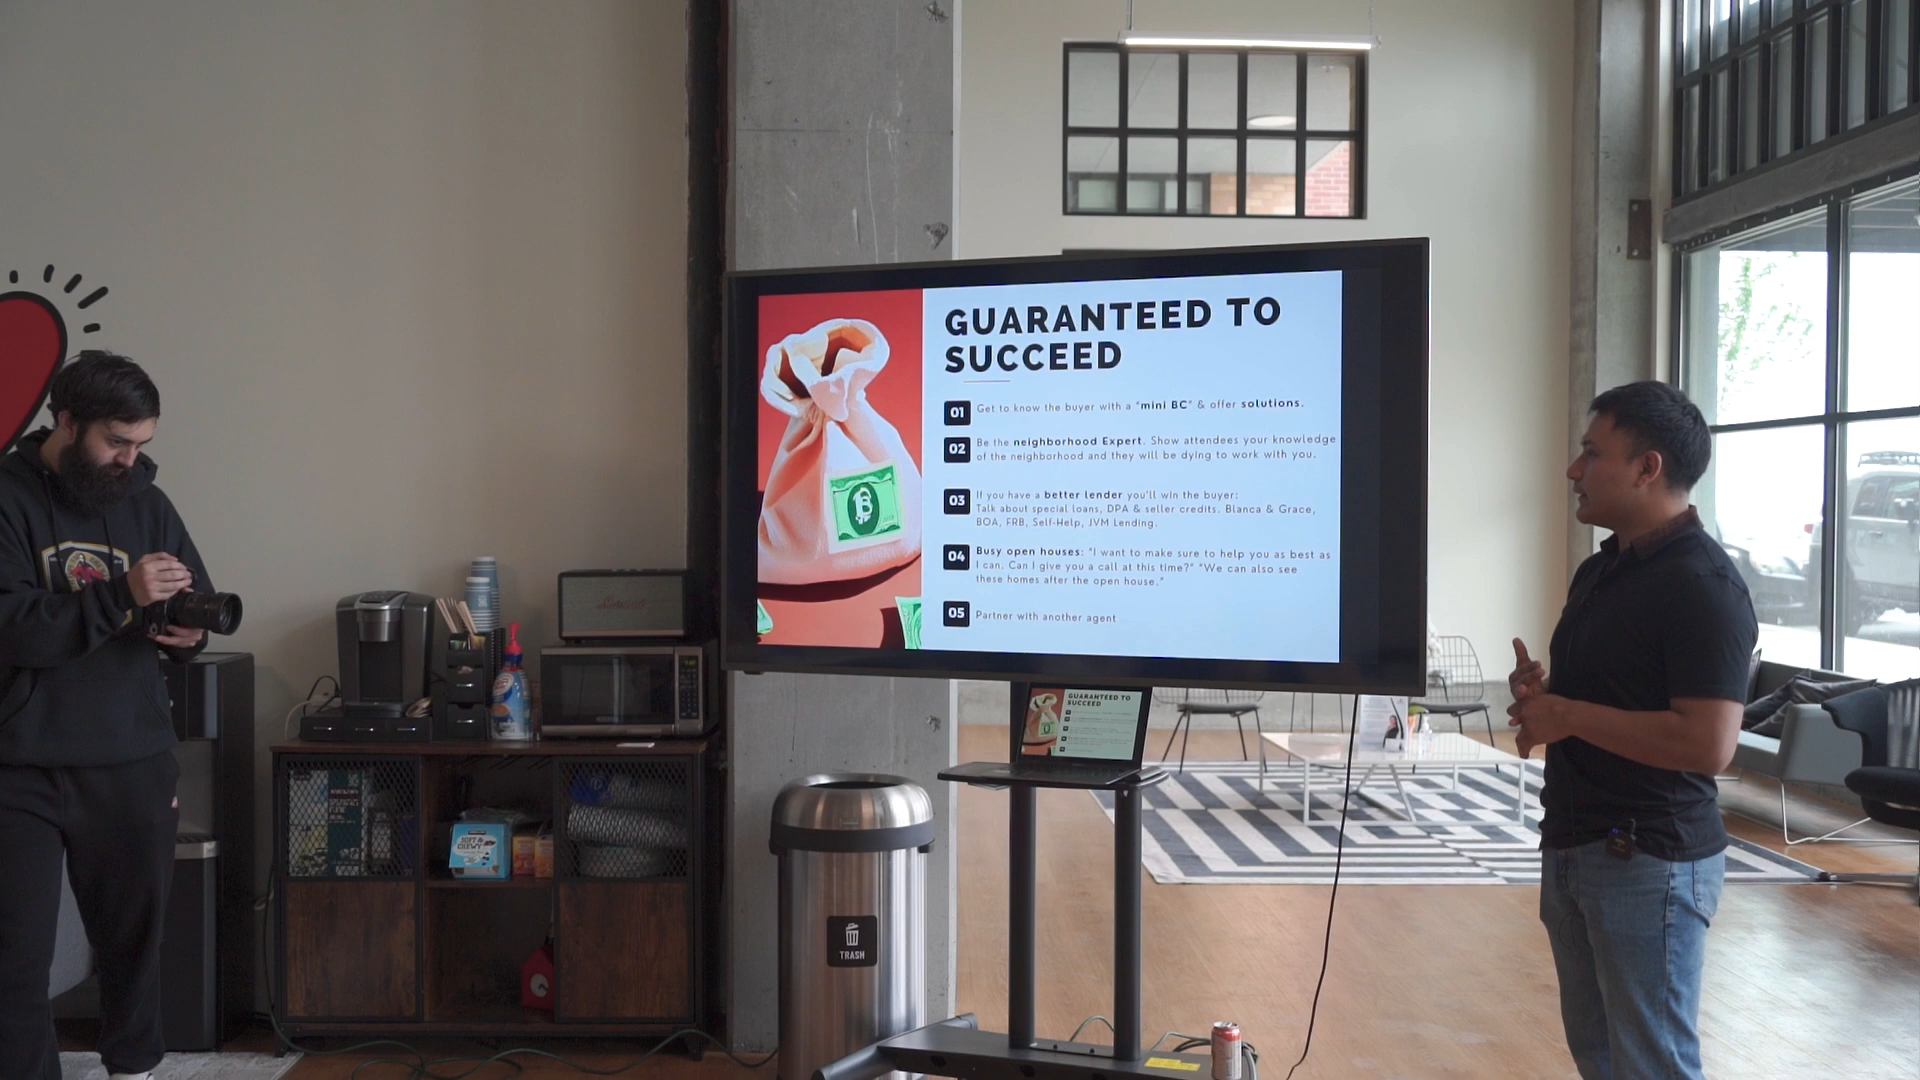 GUARANTEED TO
SUCCEED
01 Get to know the buyer with a "mini BC" & offer solutions.
02 Be the neighborhood Expert. Show attendees your knowledge
of the neighborhood and they will be dying to work with you.
03 If you have a better lender you'll win the buyer:
Talk about special loans, DPA & seller credits. Blanca & Grace,
BOA, FRB, Self-Help, JVM Lending.
04 Busy open houses: "I want to make sure to help you as best as
I can. Can I give you a call at this time?" "We can also see
these homes after the open house."
05 Partner with another agent
GUARANTEED TO
SUCCEED
Marshall
SOFT &
CHEWY
TRASH